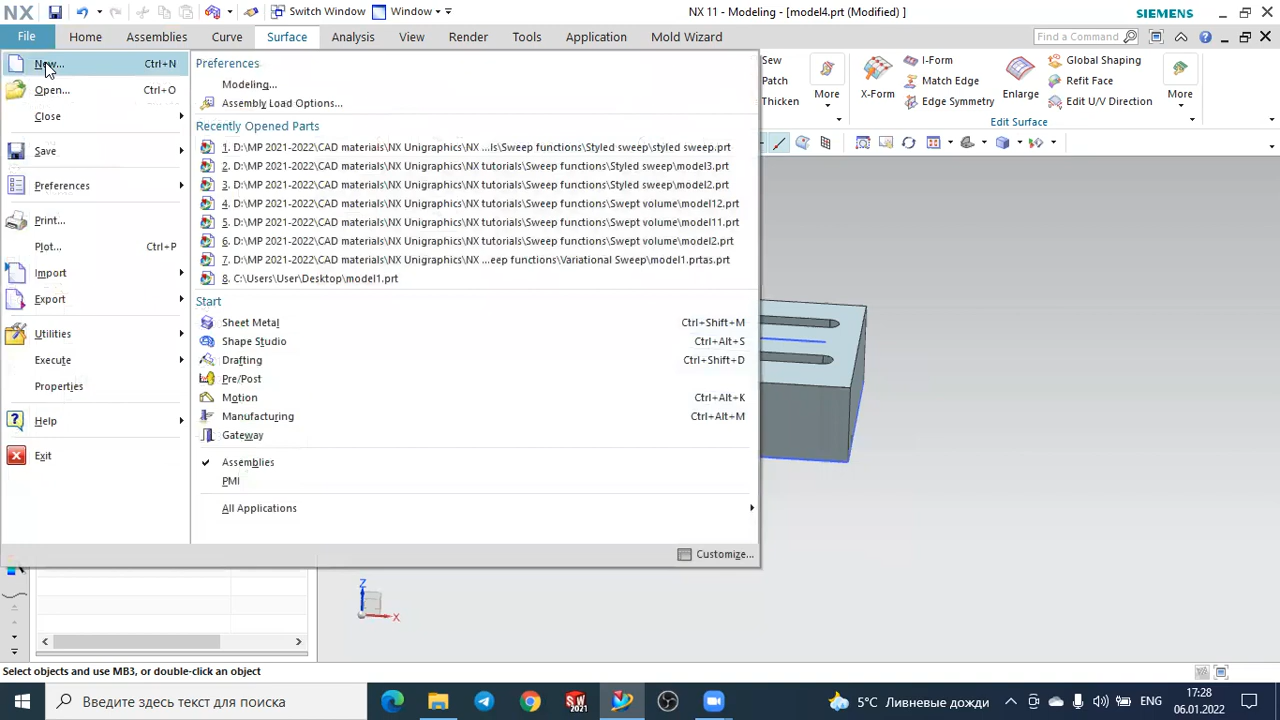 NX
Switch Window
Window
NX 11 - Modeling - [model4.prt (Modified) ]
SIEMENS
File
Home
Assemblies
Curve
Surface
Analysis
View
Render
Tools
Application
Mold Wizard
Find a Command
New... Ctrl+N
Open... Ctrl+O
Close
Save
Preferences
Print...
Plot... Ctrl+P
Import
Export
Utilities
Execute
Properties
Help
Exit
Preferences
Modeling...
Assembly Load Options...
Recently Opened Parts
1. D:\MP 2021-2022\CAD materials\NX Unigraphics\NX ...ls\Sweep functions\Styled sweep\styled sweep.prt
2. D:\MP 2021-2022\CAD materials\NX Unigraphics\NX tutorials\Sweep functions\Styled sweep\model3.prt
3. D:\MP 2021-2022\CAD materials\NX Unigraphics\NX tutorials\Sweep functions\Styled sweep\model2.prt
4. D:\MP 2021-2022\CAD materials\NX Unigraphics\NX tutorials\Sweep functions\Swept volume\model12.prt
5. D:\MP 2021-2022\CAD materials\NX Unigraphics\NX tutorials\Sweep functions\Swept volume\model11.prt
6. D:\MP 2021-2022\CAD materials\NX Unigraphics\NX tutorials\Sweep functions\Swept volume\model2.prt
7. D:\MP 2021-2022\CAD materials\NX Unigraphics\NX ...eep functions\Variational Sweep\model1.prtas.prt
8. C:\Users\User\Desktop\model1.prt
Start
Sheet Metal Ctrl+Shift+M
Shape Studio Ctrl+Alt+S
Drafting Ctrl+Shift+D
Pre/Post
Motion Ctrl+Alt+K
Manufacturing Ctrl+Alt+M
Gateway
Assemblies
PMI
All Applications
Customize...
Sew
Patch
Thicken
More
X-Form
I-Form
Match Edge
Edge Symmetry
Enlarge
Global Shaping
Refit Face
Edit U/V Direction
More
Edit Surface
Z
X
Select objects and use MB3, or double-click an object
Введите здесь текст для поиска
SW
2021
5°C Ливневые дожди
ENG
17:28
06.01.2022